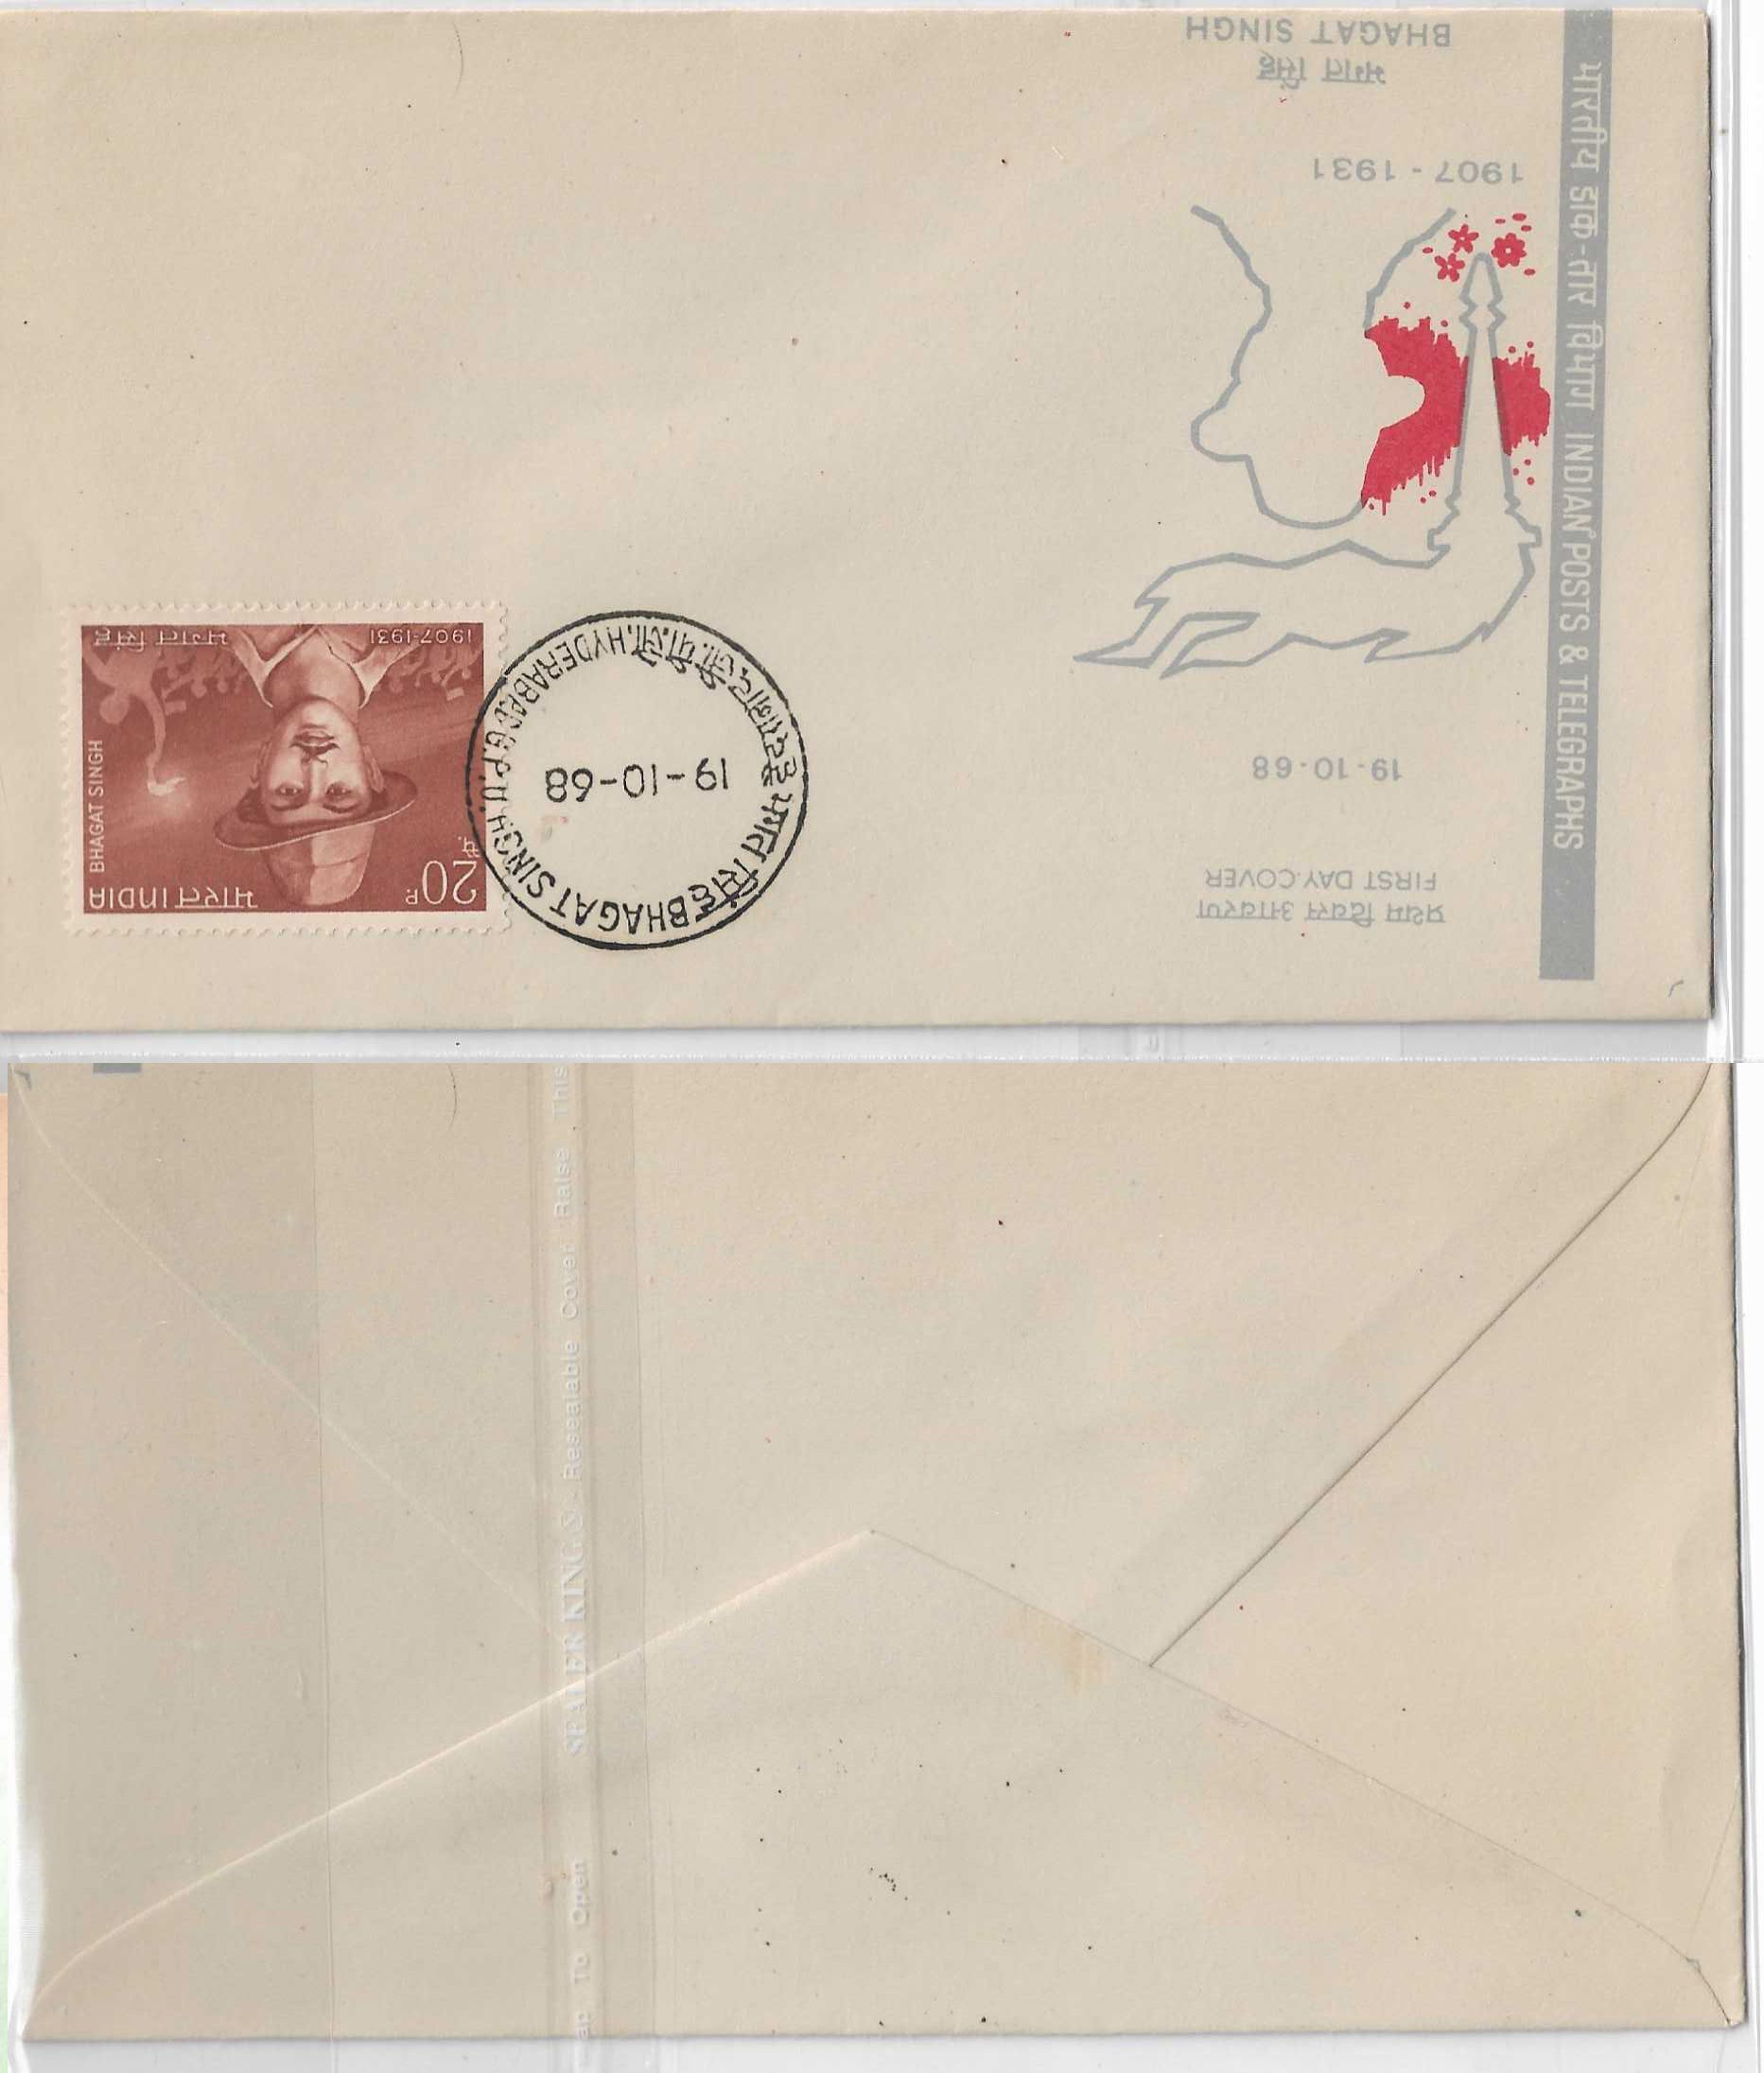 प्रथम दिवस आवरण
FIRST DAY COVER
19-10-68
1907 - 1931
भगत सिंह
BHAGAT SINGH
भारतीय डाक-तार विभाग INDIAN POSTS & TELEGRAPHS
भगत सिंह BHAGAT SINGH
हैदराबाद जी.पी.ओ. HYDERABAD G.P.O.
19-10-68
20 P
पै.
भारत INDIA
BHAGAT SINGH
1907-1931 भगत सिंह
To Open SEALER KING Resealable Cover Raise This